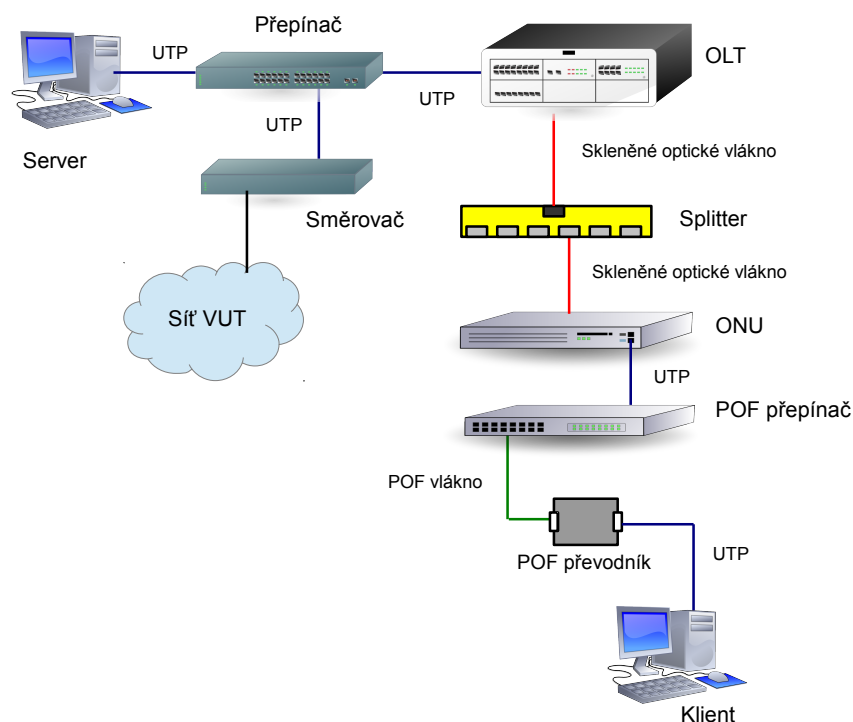 Přepínač
UTP
UTP
OLT
UTP
Server
Skleněné optické vlákno
Směrovač
Splitter
Skleněné optické vlákno
Síť VUT
ONU
UTP
POF přepínač
POF vlákno
POF převodník
UTP
Klient